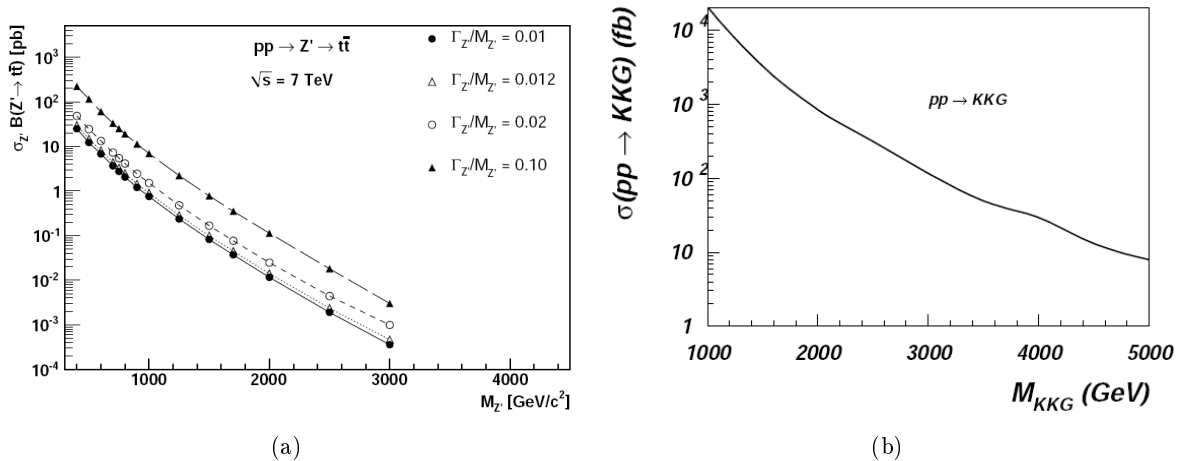 pp → Z' → tt̄
√s = 7 TeV
Γ_Z'/M_Z' = 0.01
Γ_Z'/M_Z' = 0.012
Γ_Z'/M_Z' = 0.02
Γ_Z'/M_Z' = 0.10
σ_Z' B(Z' → tt̄) [pb]
10³
10²
10
1
10⁻¹
10⁻²
10⁻³
10⁻⁴
1000 2000 3000 4000
M_Z' [GeV/c²]
(a)
σ(pp → KKG) (fb)
10⁴
10³
10²
10
1
pp → KKG
1000 2000 3000 4000 5000
M_KKG (GeV)
(b)